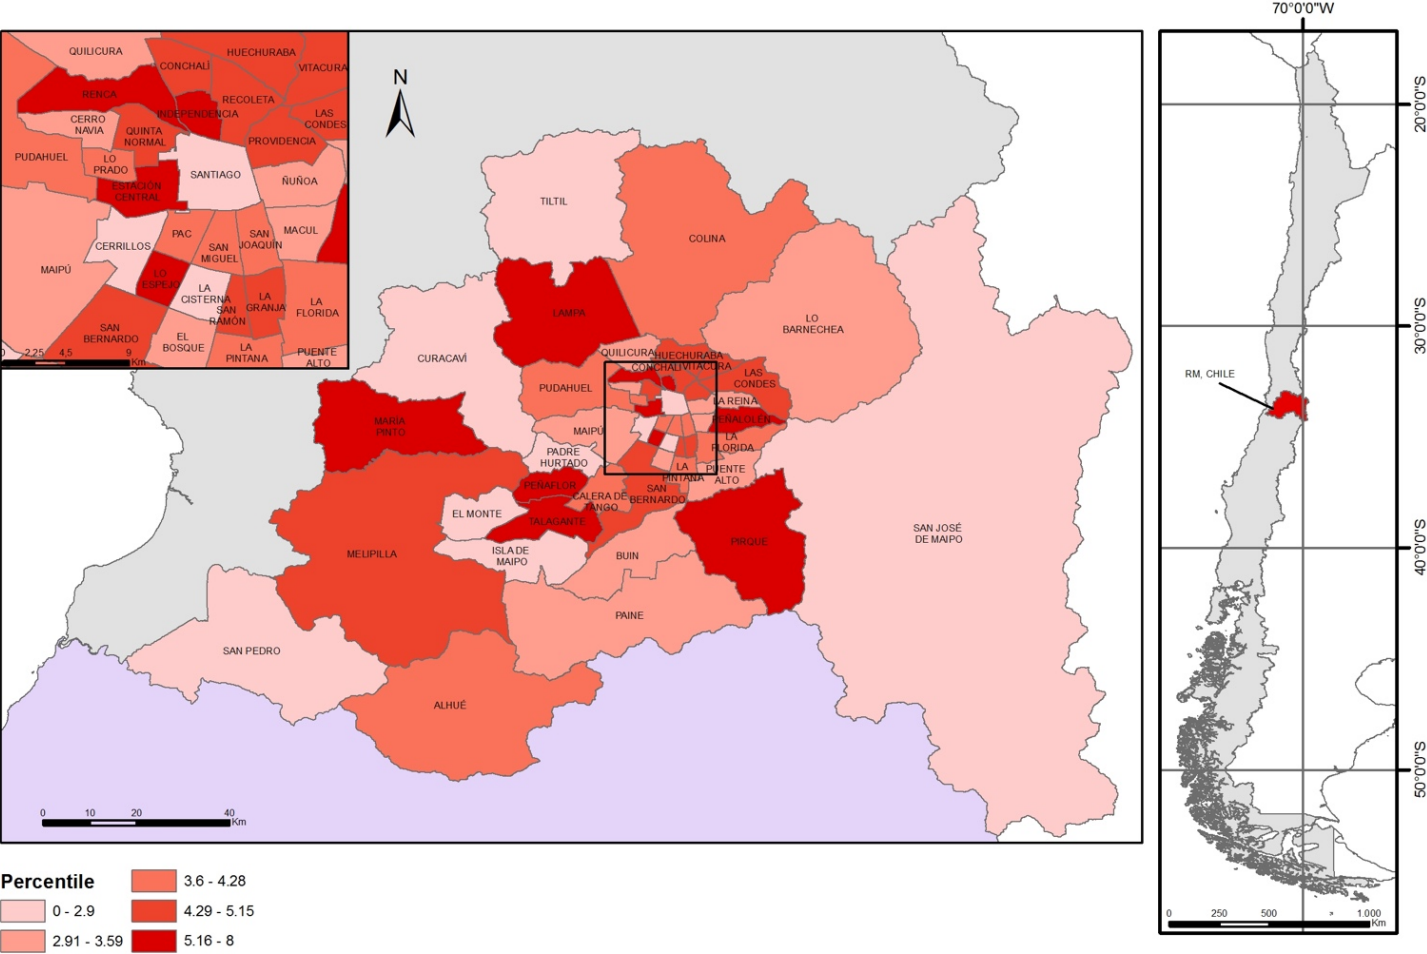 70°0'0"W
QUILICURA
HUECHURABA
CONCHALÍ
VITACURA
RENCA
RECOLETA
INDEPENDENCIA
CERRO
NAVIA
LAS
CONDES
QUINTA
NORMAL
PROVIDENCIA
PUDAHUEL
LO
PRADO
SANTIAGO
ÑUÑOA
ESTACIÓN
CENTRAL
PAC
SAN
MIGUEL
SAN
JOAQUÍN
MACUL
CERRILLOS
MAIPÚ
LO
ESPEJO
LA
CISTERNA
SAN
RAMÓN
LA
GRANJA
LA
FLORIDA
SAN
BERNARDO
EL
BOSQUE
LA
PINTANA
PUENTE
ALTO
0 2,25 4,5 9
Km
N
TILTIL
COLINA
LAMPA
LO
BARNECHEA
CURACAVÍ
QUILICURA
HUECHURABA
CONCHALÍ
VITACURA
LAS
CONDES
PUDAHUEL
LA REINA
PEÑALOLÉN
MARÍA
PINTO
MAIPÚ
LA
FLORIDA
PADRE
HURTADO
LA
PINTANA
PUENTE
ALTO
PEÑAFLOR
CALERA DE
TANGO
SAN
BERNARDO
EL MONTE
TALAGANTE
PIRQUE
SAN JOSÉ
DE MAIPO
MELIPILLA
ISLA DE
MAIPO
BUIN
PAINE
SAN PEDRO
ALHUÉ
0 10 20 40
Km
20°0'0"S
30°0'0"S
RM, CHILE
40°0'0"S
50°0'0"S
0 250 500 1.000
Km
Percentile
0 - 2.9
2.91 - 3.59
3.6 - 4.28
4.29 - 5.15
5.16 - 8